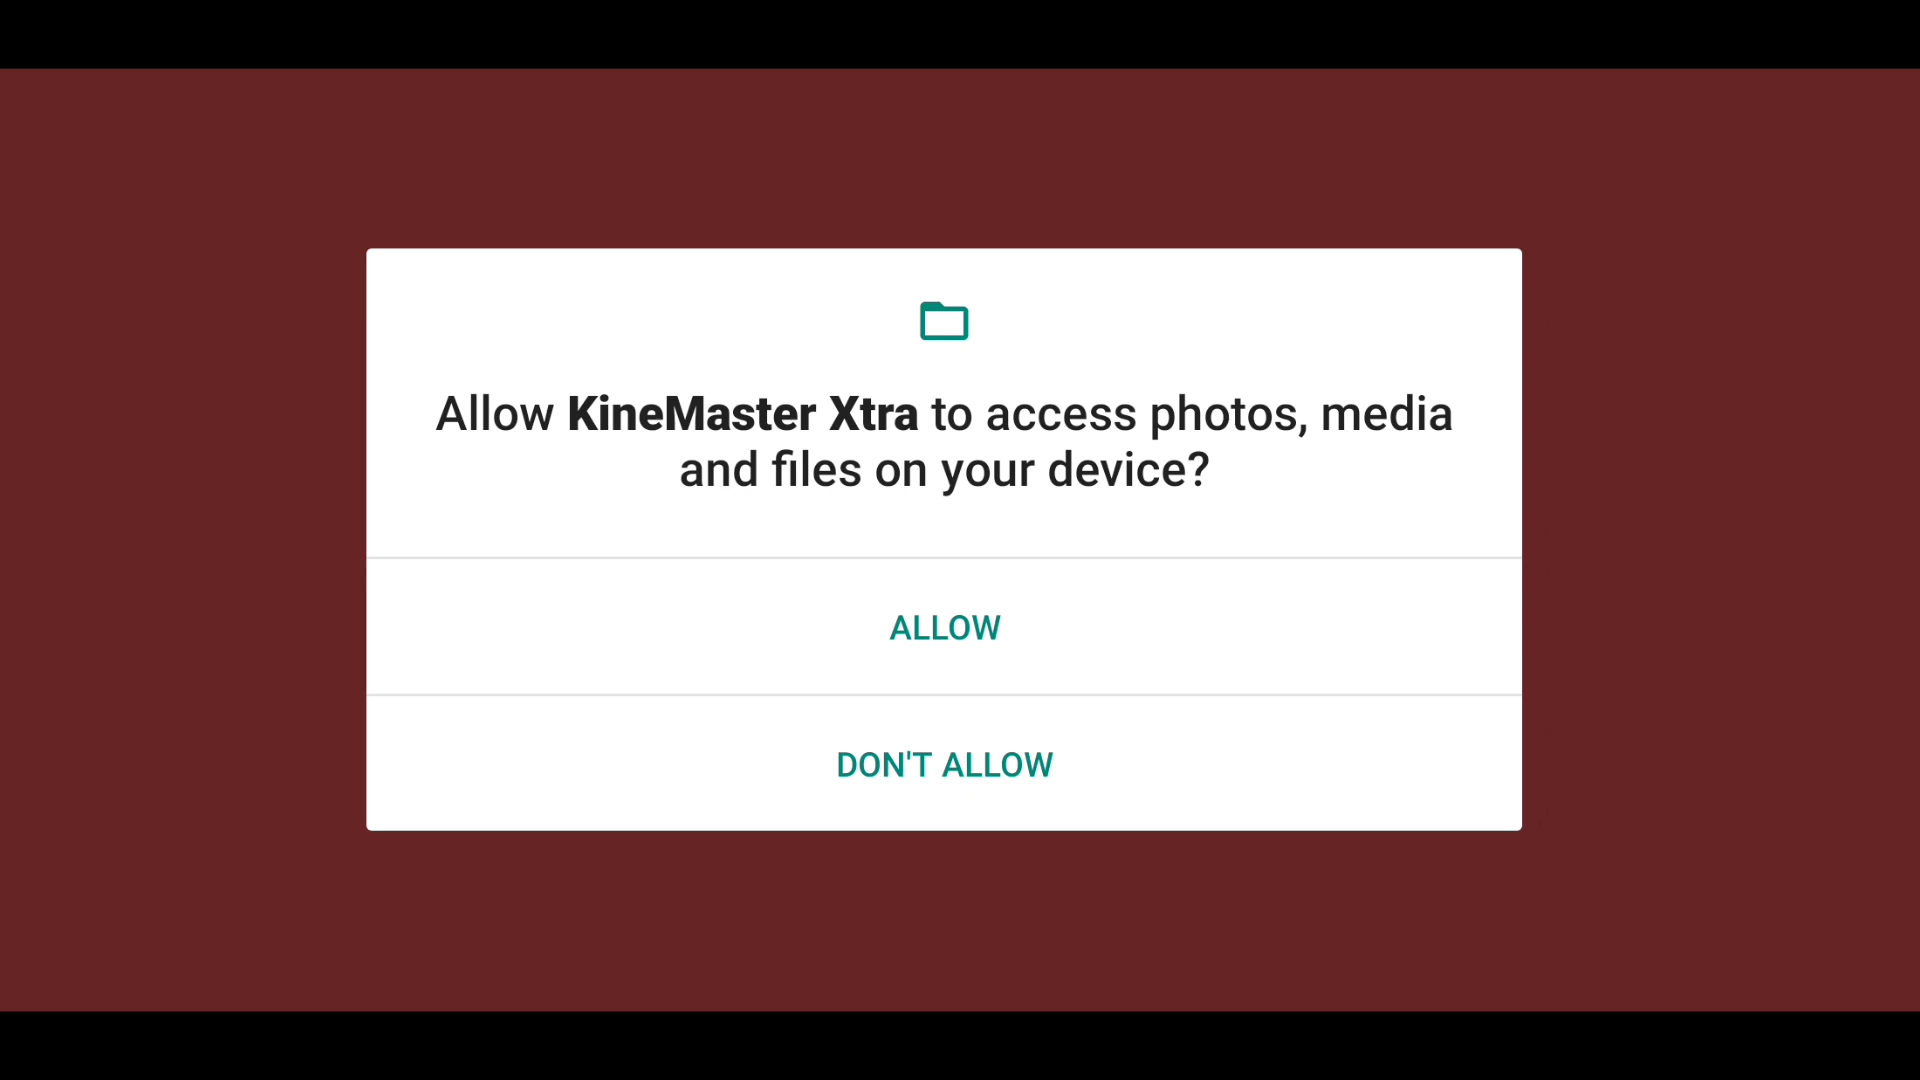 Allow KineMaster Xtra to access photos, media
and files on your device?
ALLOW
DON'T ALLOW